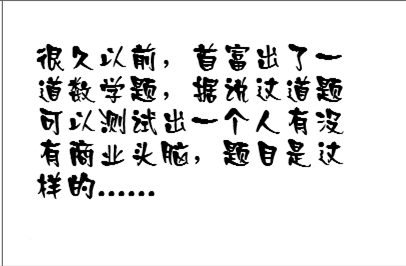 很久以前，首富出了一
道数学题，据说这道题
可以测试出一个人有没
有商业头脑，题目是这
样的......